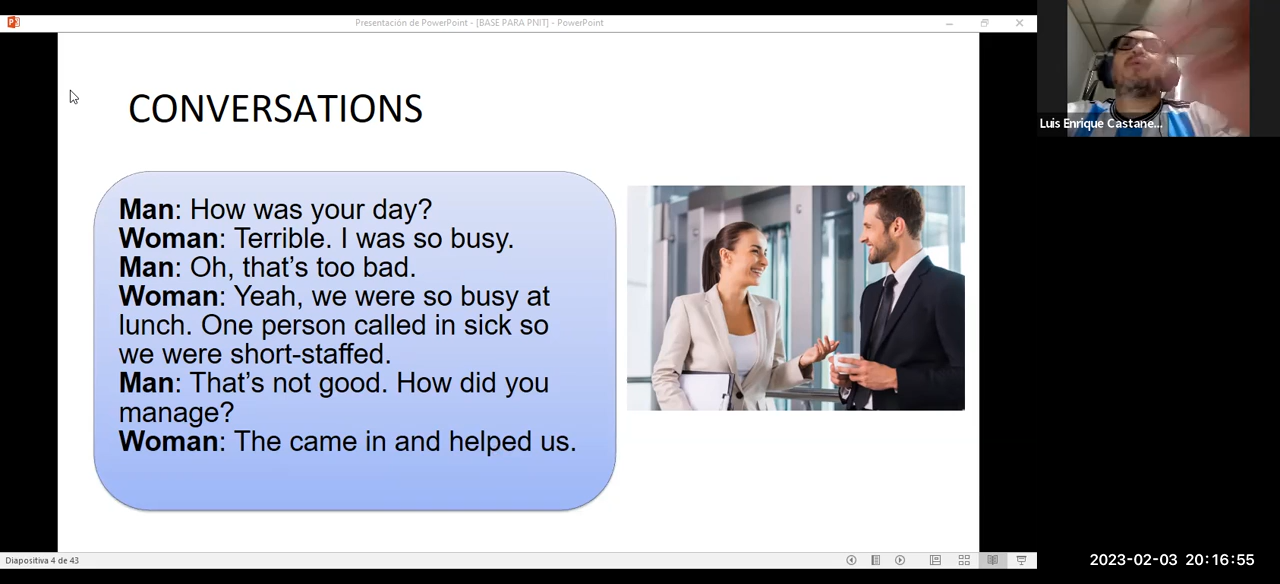 Presentación de PowerPoint - [BASE PARA PNIT] - PowerPoint
CONVERSATIONS
Man: How was your day?
Woman: Terrible. I was so busy.
Man: Oh, that’s too bad.
Woman: Yeah, we were so busy at
lunch. One person called in sick so
we were short-staffed.
Man: That’s not good. How did you
manage?
Woman: The came in and helped us.
Luis Enrique Castane...
Diapositiva 4 de 43
2023-02-03 20:16:55